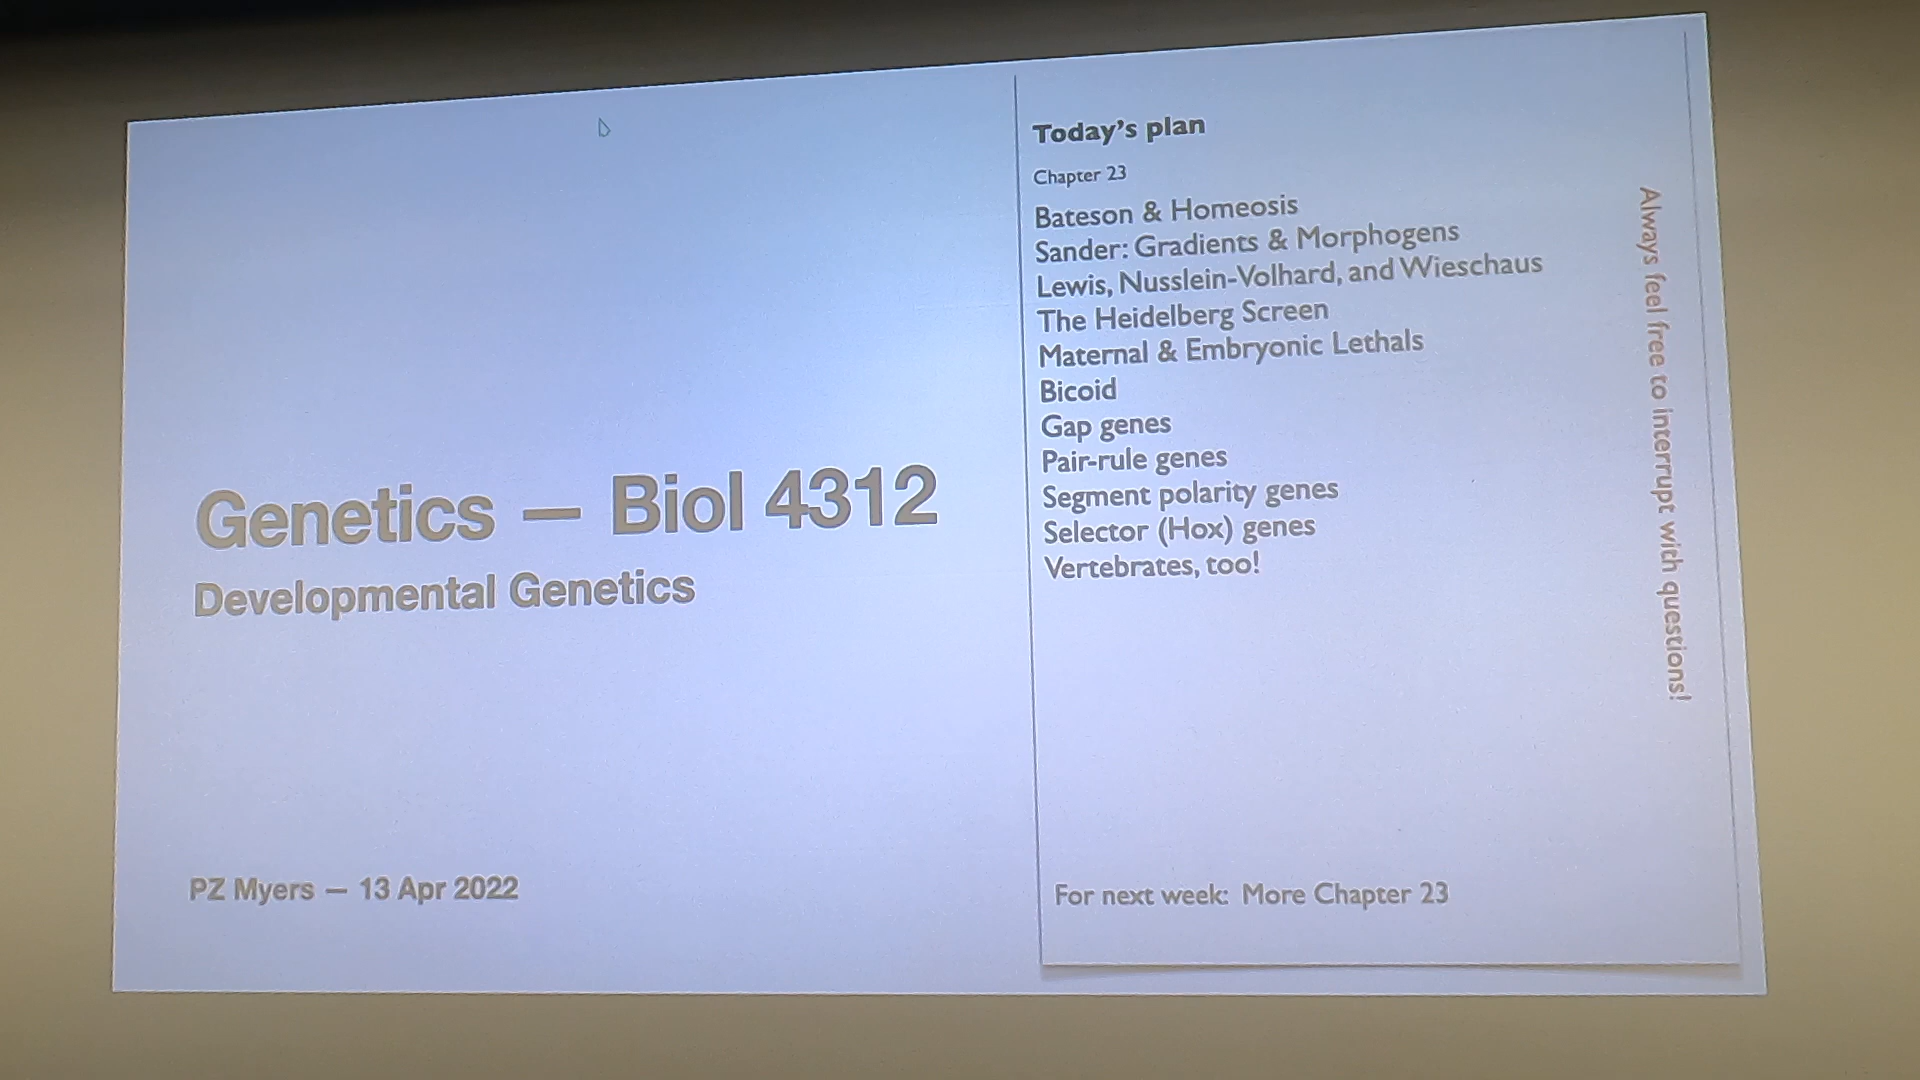 Genetics — Biol 4312
Developmental Genetics
PZ Myers — 13 Apr 2022
Today's plan
Chapter 23
Bateson & Homeosis
Sander: Gradients & Morphogens
Lewis, Nusslein-Volhard, and Wieschaus
The Heidelberg Screen
Maternal & Embryonic Lethals
Bicoid
Gap genes
Pair-rule genes
Segment polarity genes
Selector (Hox) genes
Vertebrates, too!
For next week: More Chapter 23
Always feel free to interrupt with questions!